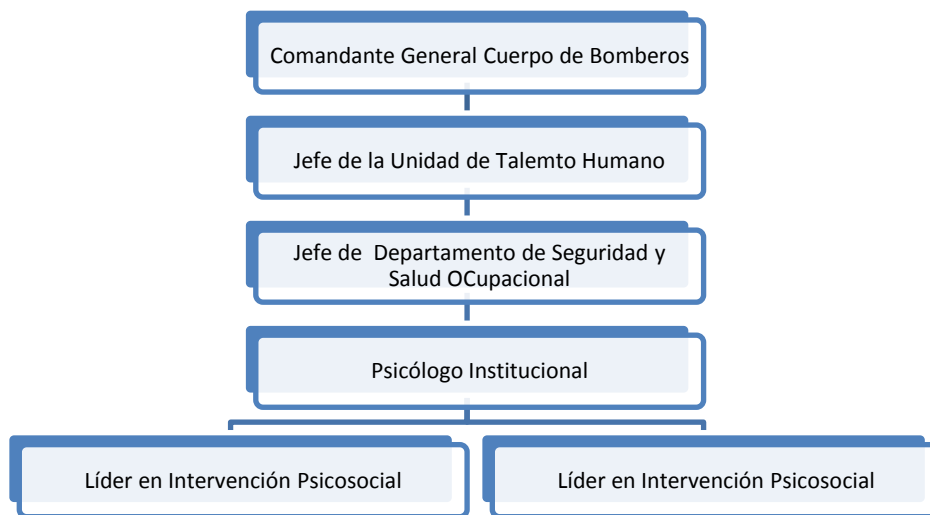 Comandante General Cuerpo de Bomberos
Jefe de la Unidad de Talemto Humano
Jefe de  Departamento de Seguridad y
Salud OCupacional
Psicólogo Institucional
Líder en Intervención Psicosocial
Líder en Intervención Psicosocial